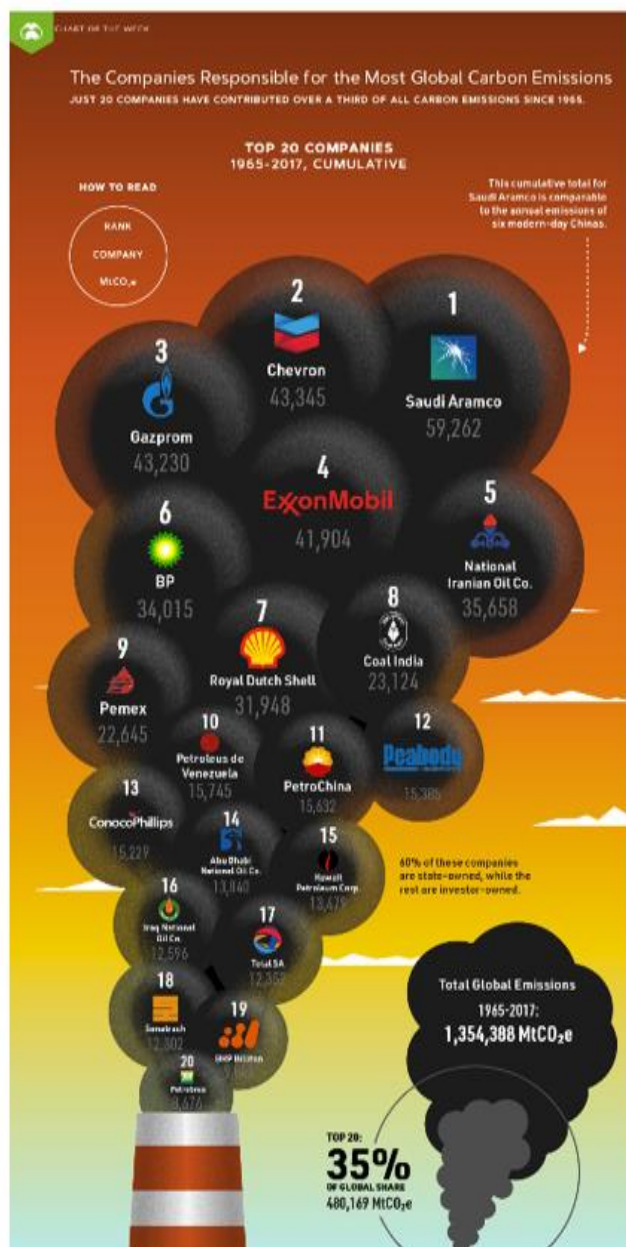 CHART OF THE WEEK
The Companies Responsible for the Most Global Carbon Emissions
JUST 20 COMPANIES HAVE CONTRIBUTED OVER A THIRD OF ALL CARBON EMISSIONS SINCE 1965.
TOP 20 COMPANIES
1965-2017, CUMULATIVE
HOW TO READ
RANK
COMPANY
MtCO₂e
This cumulative total for
Saudi Aramco is comparable
to the annual emissions of
six modern-day Chinas.
1
Saudi Aramco
59,262
2
Chevron
43,345
3
Gazprom
43,230
4
ExxonMobil
41,904
5
National
Iranian Oil Co.
35,658
6
BP
34,015
7
Royal Dutch Shell
31,948
8
Coal India
23,124
9
Pemex
22,645
10
Petroleus de
Venezuela
15,745
11
PetroChina
15,632
12
Peabody
15,385
13
ConocoPhillips
15,229
14
Abu Dhabi
National Oil Co.
13,840
15
Kuwait
Petroleum Corp.
13,479
60% of these companies
are state-owned, while the
rest are investor-owned.
16
Iraq National
Oil Co.
12,596
17
Total SA
12,352
18
Sonatrach
12,302
19
BHP Billiton
20
Petrobras
8,676
Total Global Emissions
1965-2017:
1,354,388 MtCO₂e
TOP 20:
35%
OF GLOBAL SHARE
480,169 MtCO₂e